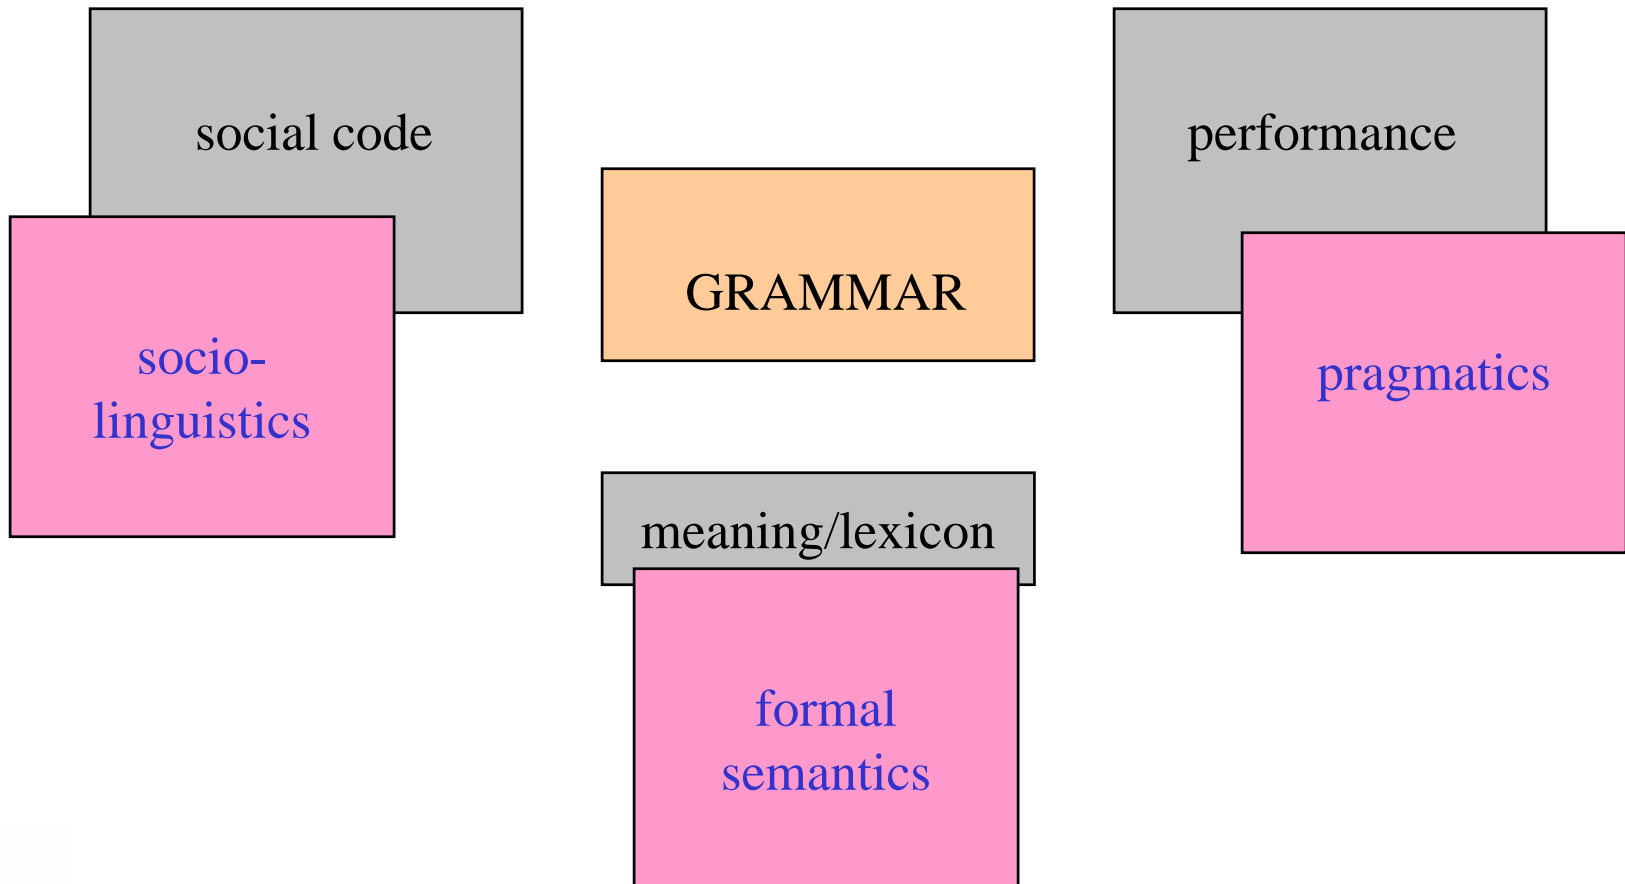 social code
performance
GRAMMAR
socio-
linguistics
pragmatics
meaning/lexicon
formal
semantics